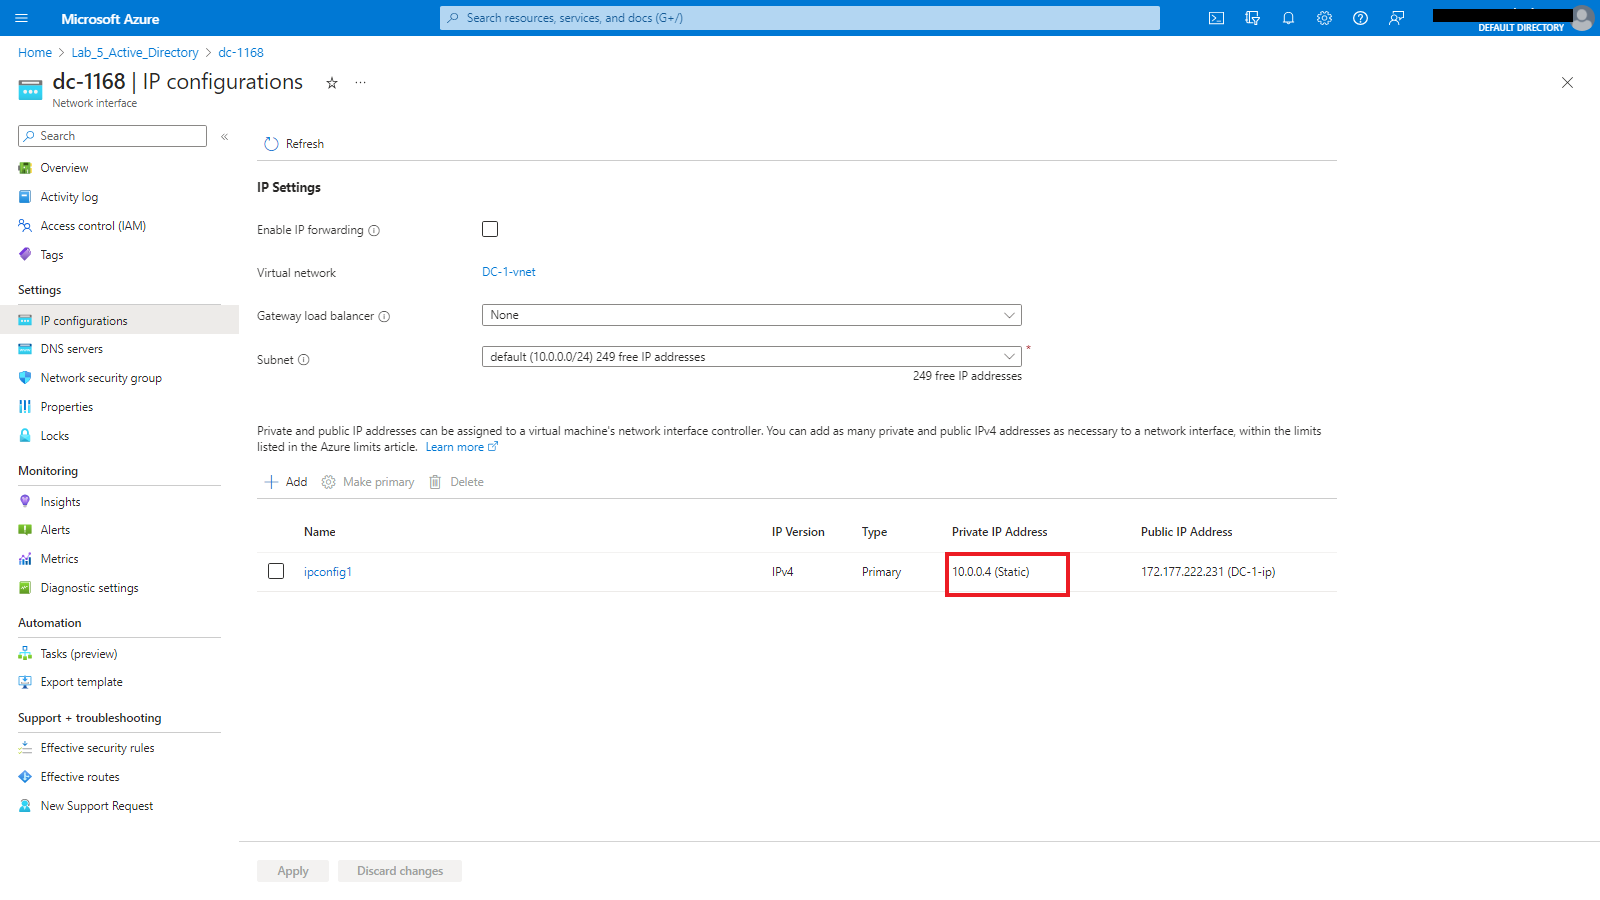 Microsoft Azure
Search resources, services, and docs (G+/)
DEFAULT DIRECTORY
Home > Lab_5_Active_Directory > dc-1168
dc-1168 | IP configurations ☆ ...
Network interface
Search
«
Overview
Activity log
Access control (IAM)
Tags
Settings
IP configurations
DNS servers
Network security group
Properties
Locks
Monitoring
Insights
Alerts
Metrics
Diagnostic settings
Automation
Tasks (preview)
Export template
Support + troubleshooting
Effective security rules
Effective routes
New Support Request
Refresh
IP Settings
Enable IP forwarding
Virtual network DC-1-vnet
Gateway load balancer None
Subnet default (10.0.0.0/24) 249 free IP addresses *
249 free IP addresses
Private and public IP addresses can be assigned to a virtual machine's network interface controller. You can add as many private and public IPv4 addresses as necessary to a network interface, within the limits
listed in the Azure limits article. Learn more
Add Make primary Delete
Name IP Version Type Private IP Address Public IP Address
ipconfig1 IPv4 Primary 10.0.0.4 (Static) 172.177.222.231 (DC-1-ip)
Apply Discard changes